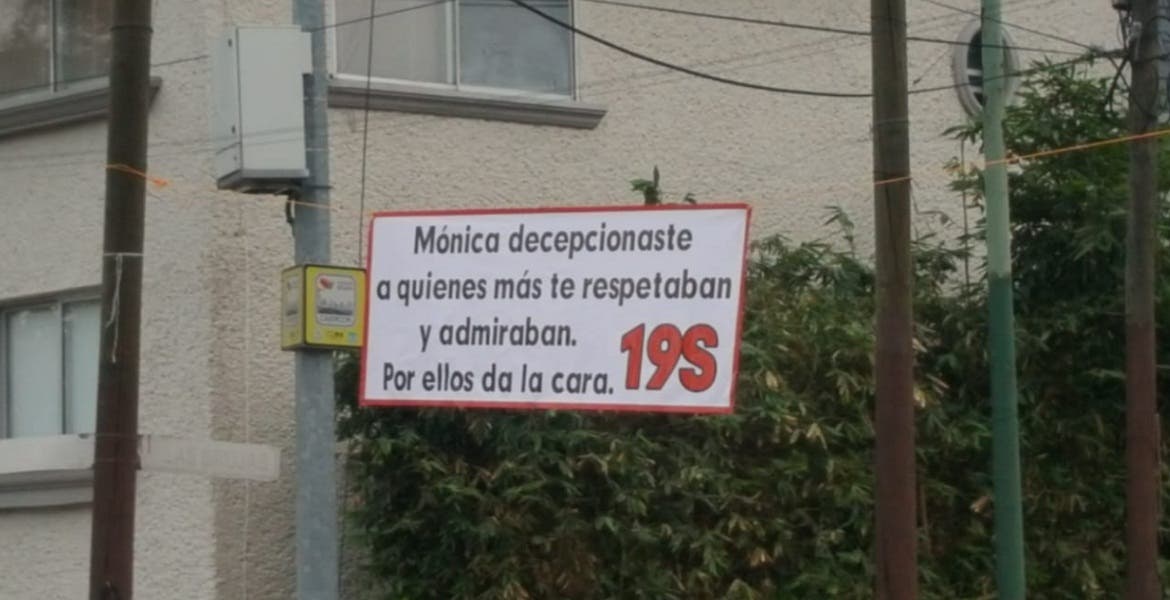 Mónica decepcionaste
a quienes más te respetaban
y admiraban.
Por ellos da la cara.
19S